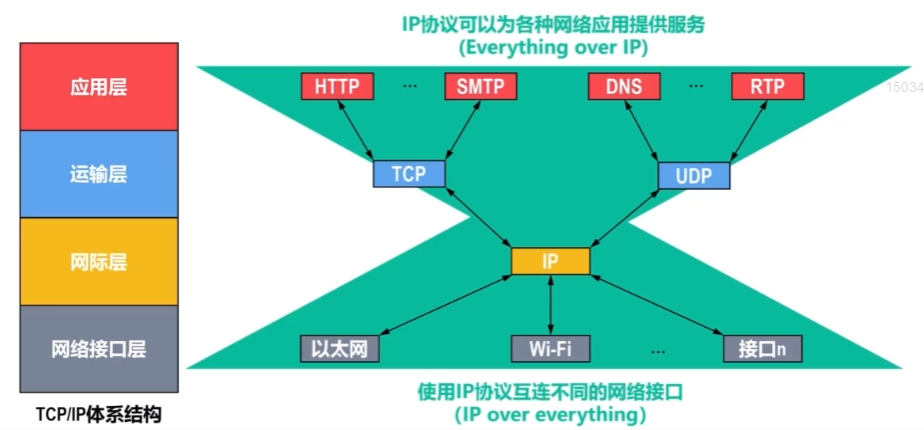 IP协议可以为各种网络应用提供服务
（Everything over IP）
应用层
HTTP ... SMTP DNS ... RTP
15034
运输层
TCP UDP
网际层
IP
网络接口层
以太网 Wi-Fi ... 接口n
使用IP协议互连不同的网络接口
（IP over everything）
TCP/IP体系结构